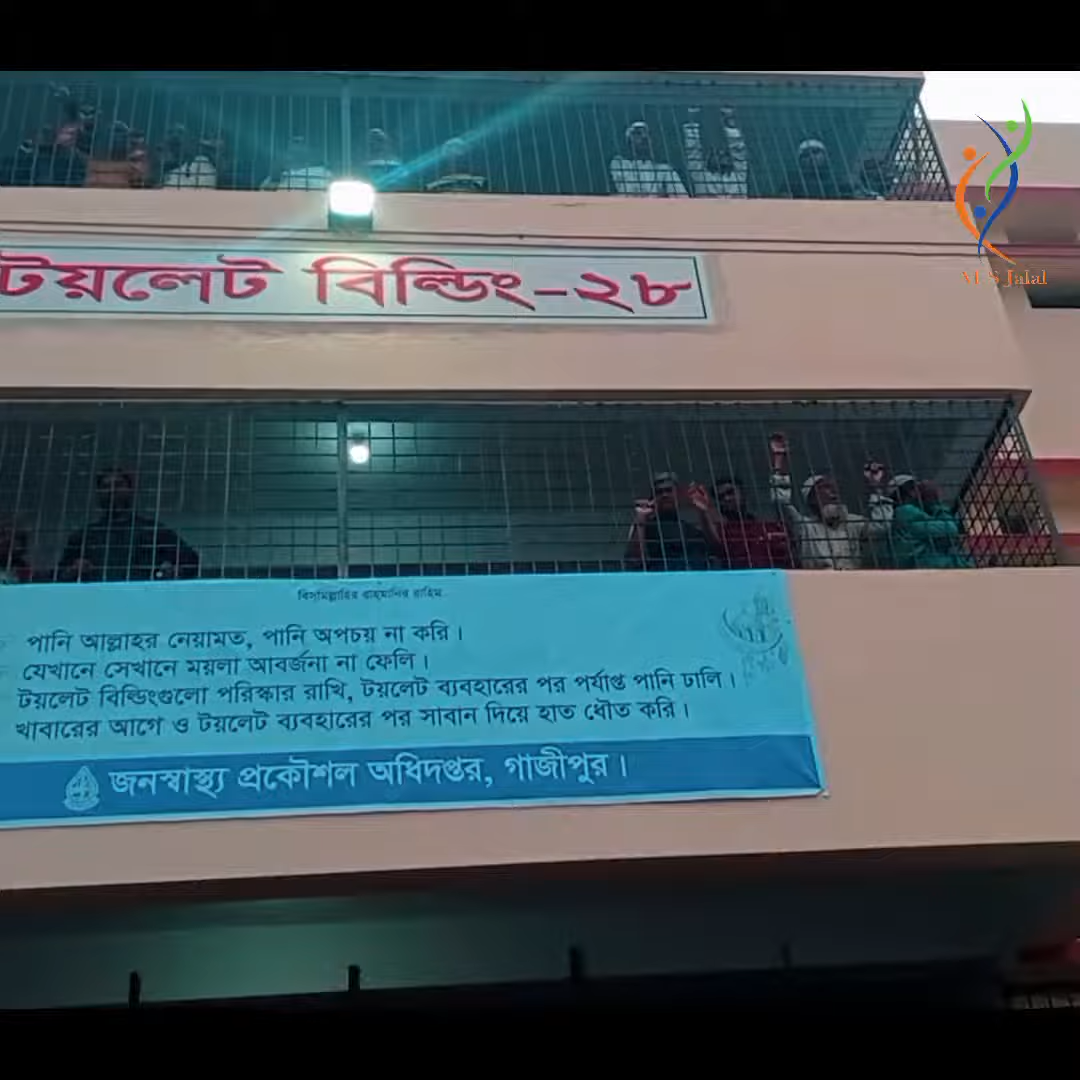 টয়লেট বিল্ডিং-২৮
M S Jalal
বিসমিল্লাহির রাহমানির রাহিম
পানি আল্লাহর নেয়ামত, পানি অপচয় না করি।
যেখানে সেখানে ময়লা আবর্জনা না ফেলি।
টয়লেট বিল্ডিংগুলো পরিস্কার রাখি, টয়লেট ব্যবহারের পর পর্যাপ্ত পানি ঢালি।
খাবারের আগে ও টয়লেট ব্যবহারের পর সাবান দিয়ে হাত ধৌত করি।
জনস্বাস্থ্য প্রকৌশল অধিদপ্তর, গাজীপুর।